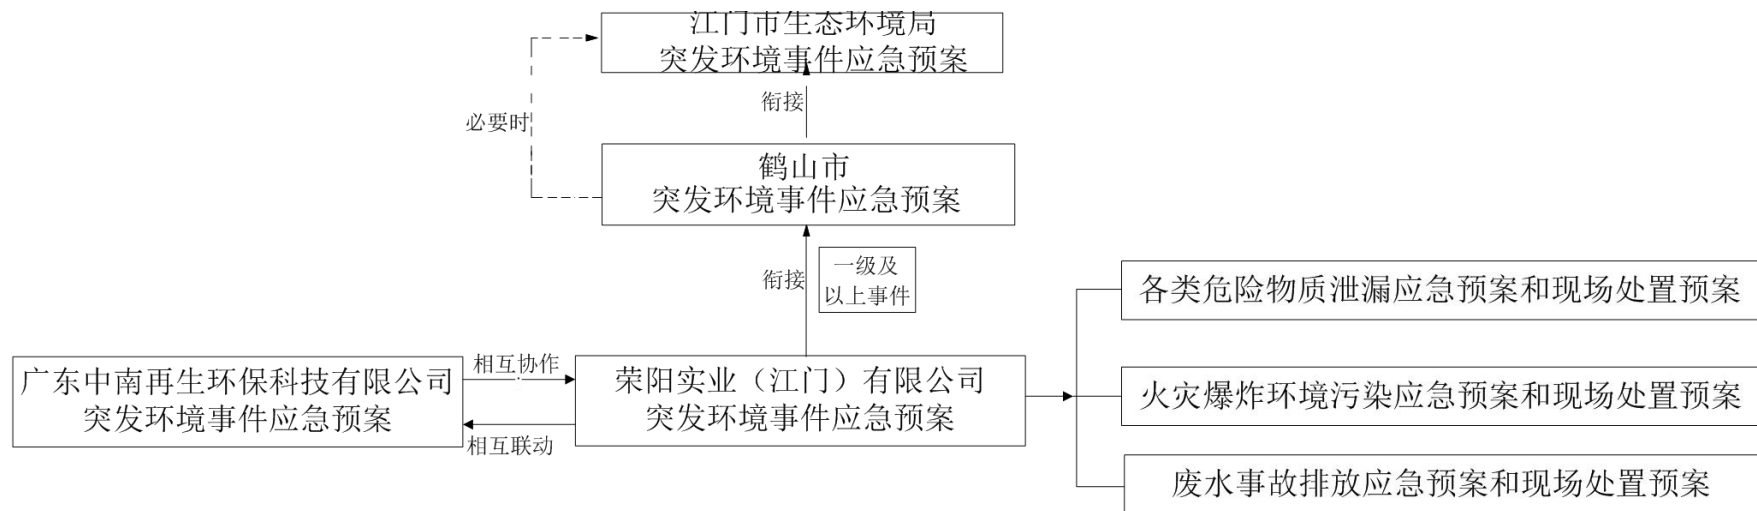 江门市生态环境局
突发环境事件应急预案
衔接
必要时
鹤山市
突发环境事件应急预案
衔接
一级及
以上事件
各类危险物质泄漏应急预案和现场处置预案
广东中南再生环保科技有限公司
突发环境事件应急预案
相互协作
相互联动
荣阳实业（江门）有限公司
突发环境事件应急预案
火灾爆炸环境污染应急预案和现场处置预案
废水事故排放应急预案和现场处置预案